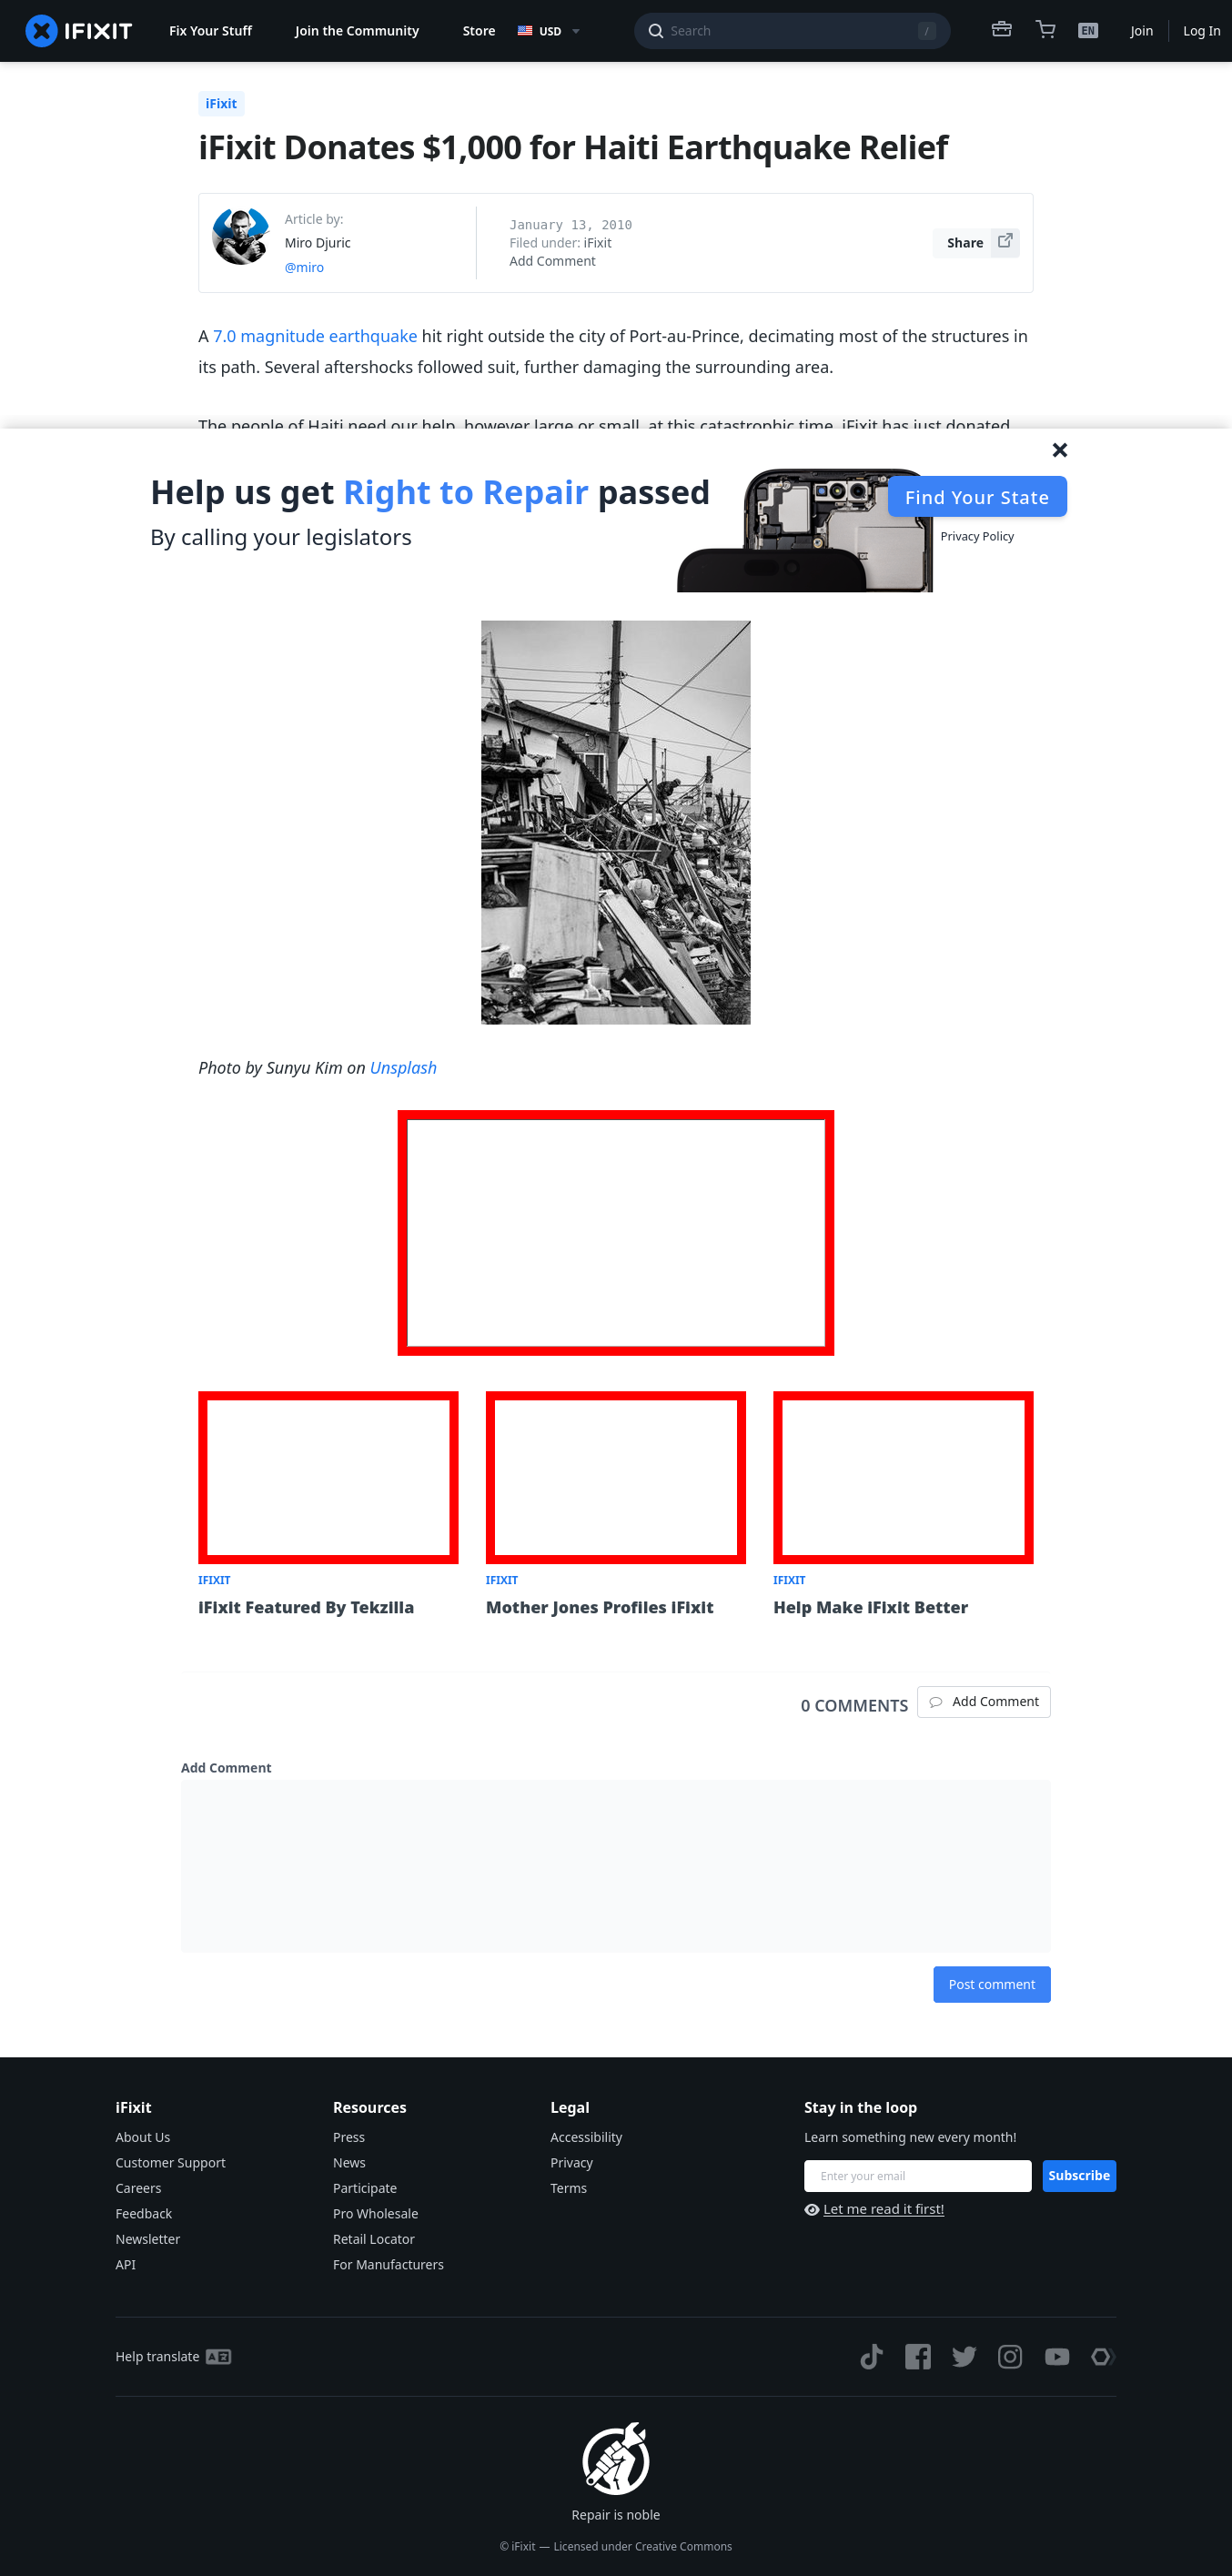 IFIXIT
Fix Your Stuff
Join the Community
Store
USD
Search
/
EN
Join
Log In
iFixit
iFixit Donates $1,000 for Haiti Earthquake Relief
Article by:
Miro Djuric
@miro
January 13, 2010
Filed under: iFixit
Add Comment
Share
A 7.0 magnitude earthquake hit right outside the city of Port-au-Prince, decimating most of the structures in
its path. Several aftershocks followed suit, further damaging the surrounding area.
The people of Haiti need our help, however large or small, at this catastrophic time. iFixit has just donated
Help us get Right to Repair passed
By calling your legislators
Find Your State
Privacy Policy
Photo by Sunyu Kim on Unsplash
IFIXIT
iFixit Featured By Tekzilla
IFIXIT
Mother Jones Profiles iFixit
IFIXIT
Help Make iFixit Better
0 COMMENTS
Add Comment
Add Comment
Post comment
iFixit
About Us
Customer Support
Careers
Feedback
Newsletter
API
Resources
Press
News
Participate
Pro Wholesale
Retail Locator
For Manufacturers
Legal
Accessibility
Privacy
Terms
Stay in the loop
Learn something new every month!
Enter your email
Subscribe
Let me read it first!
Help translate
Repair is noble
© iFixit — Licensed under Creative Commons